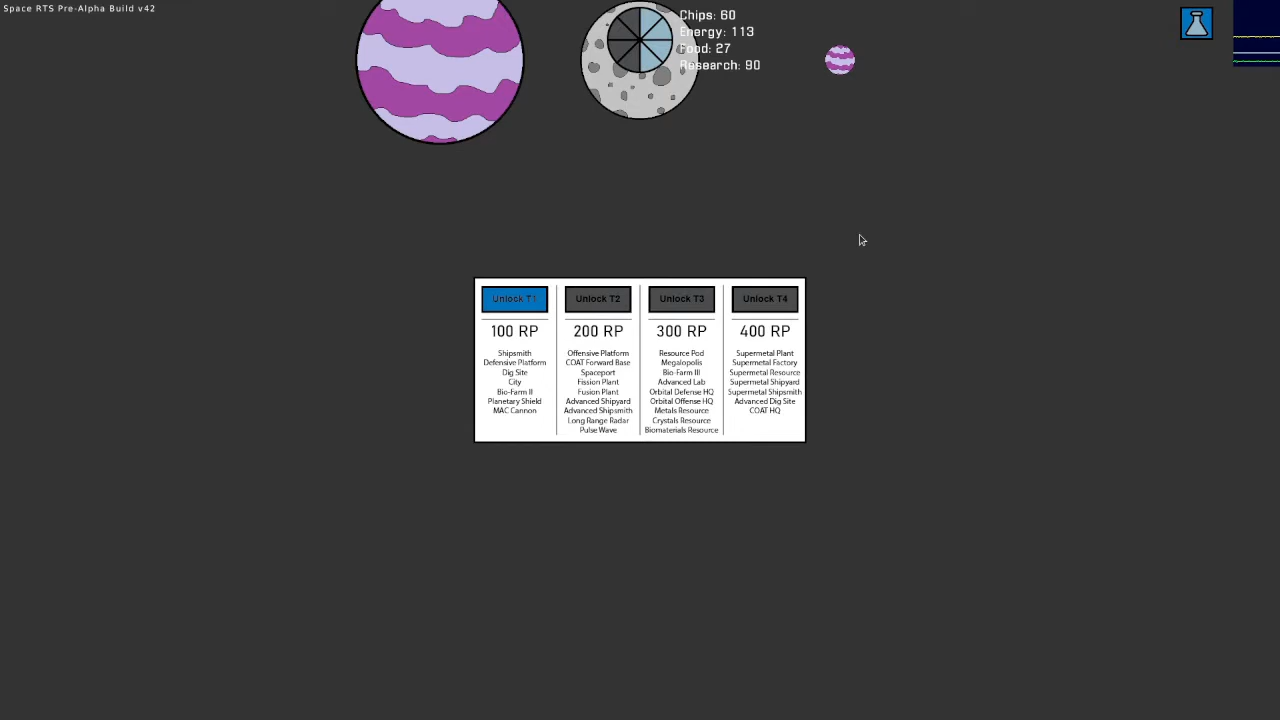 Space RTS Pre-Alpha Build v42
Chips: 60
Energy: 113
Food: 27
Research: 90
Unlock T1
100 RP
Shipsmith
Defensive Platform
Dig Site
City
Bio-Farm II
Planetary Shield
MAC Cannon
Unlock T2
200 RP
Offensive Platform
COAT Forward Base
Spaceport
Fission Plant
Fusion Plant
Advanced Shipyard
Advanced Shipsmith
Long Range Radar
Pulse Wave
Unlock T3
300 RP
Resource Pod
Megalopolis
Bio-Farm III
Advanced Lab
Orbital Defense HQ
Orbital Offense HQ
Metals Resource
Crystals Resource
Biomaterials Resource
Unlock T4
400 RP
Supermetal Plant
Supermetal Factory
Supermetal Resource
Supermetal Shipyard
Supermetal Shipsmith
Advanced Dig Site
COAT HQ